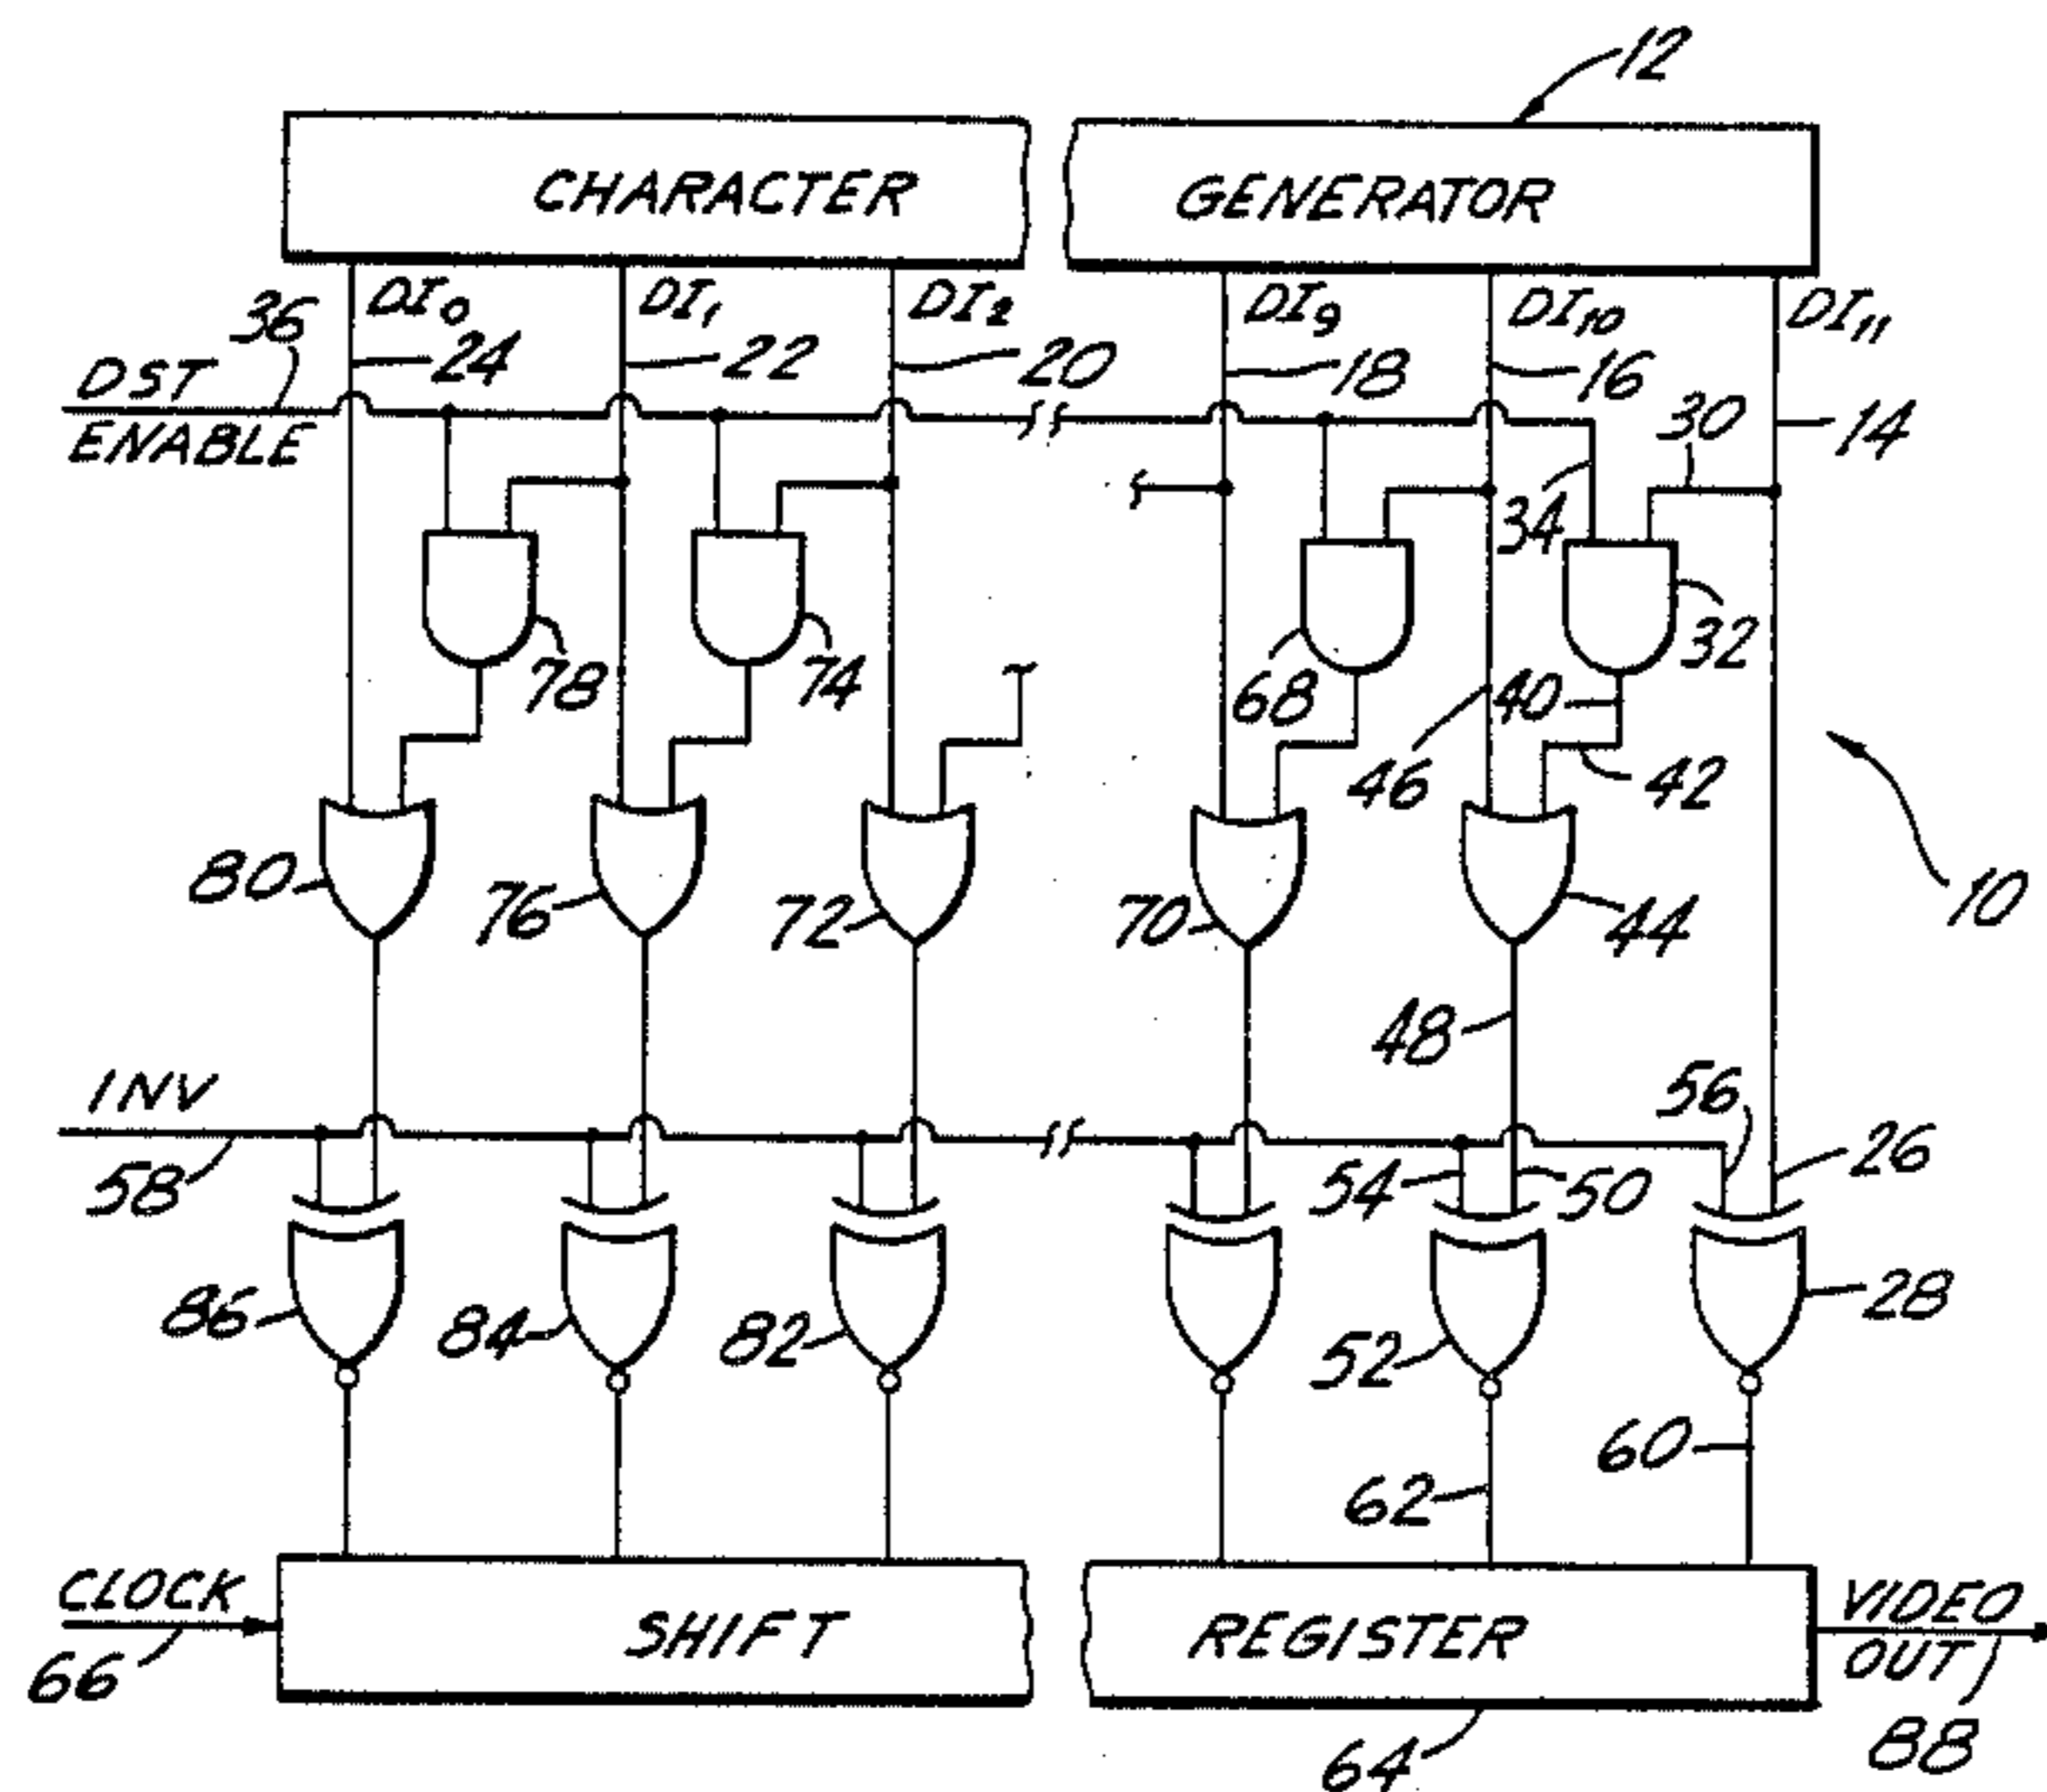 12
CHARACTER GENERATOR
DI₀ DI₁ DI₂ DI₉ DI₁₀ DI₁₁
36 24 22 20 18 16 14
DST
ENABLE
30
34
78 74 68 32
46 40
42
80 76 72 70 44 10
48
INV
58 54 50 56 26
86 84 82 52 28
62 60
CLOCK
66
SHIFT REGISTER
VIDEO
OUT
64 88